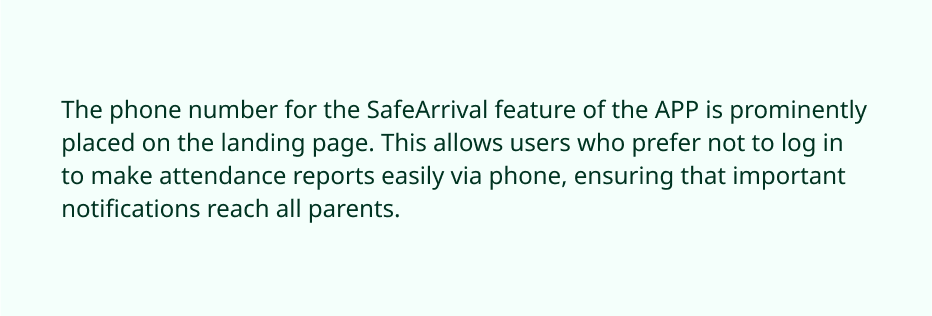 The phone number for the SafeArrival feature of the APP is prominently
placed on the landing page. This allows users who prefer not to log in
to make attendance reports easily via phone, ensuring that important
notifications reach all parents.